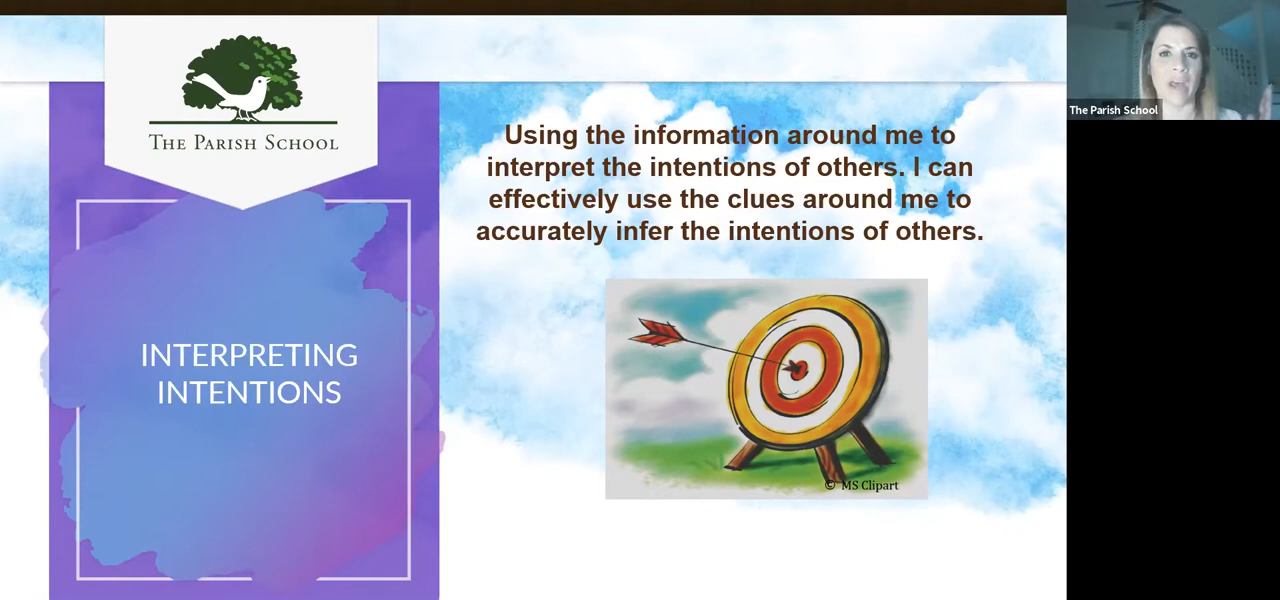 THE PARISH SCHOOL
INTERPRETING
INTENTIONS
Using the information around me to
interpret the intentions of others. I can
effectively use the clues around me to
accurately infer the intentions of others.
© MS Clipart
The Parish School